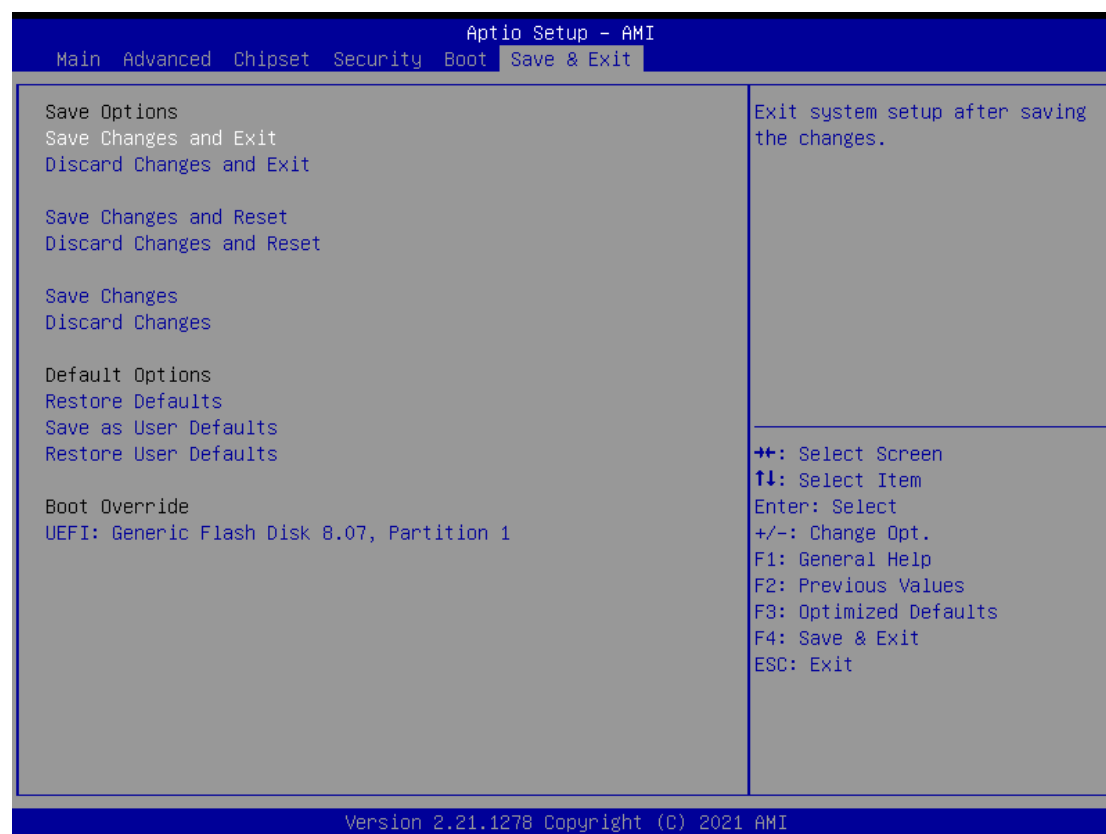 Aptio Setup – AMI
Main Advanced Chipset Security Boot Save & Exit
Save Options
Save Changes and Exit
Discard Changes and Exit
Save Changes and Reset
Discard Changes and Reset
Save Changes
Discard Changes
Default Options
Restore Defaults
Save as User Defaults
Restore User Defaults
Boot Override
UEFI: Generic Flash Disk 8.07, Partition 1
Exit system setup after saving
the changes.
→←: Select Screen
↑↓: Select Item
Enter: Select
+/-: Change Opt.
F1: General Help
F2: Previous Values
F3: Optimized Defaults
F4: Save & Exit
ESC: Exit
Version 2.21.1278 Copyright (C) 2021 AMI